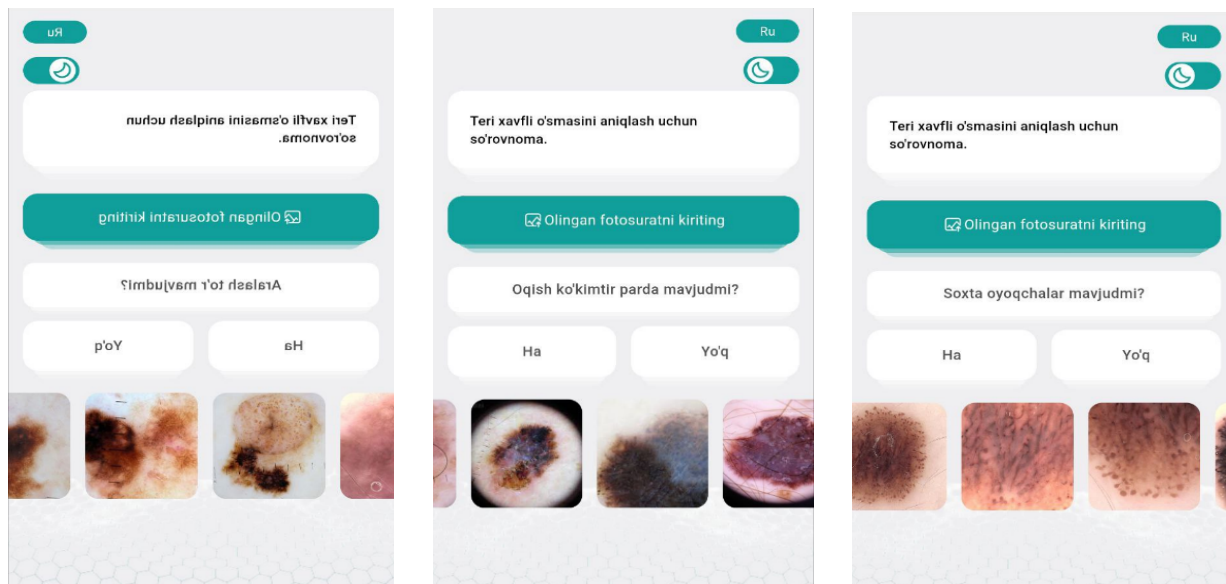 Ru
Teri xavfli o'smasini aniqlash uchun
so'rovnoma.
Olingan fotosuratni kiriting
Aralash to'r mavjudmi?
Ha
Yo'q
Ru
Teri xavfli o'smasini aniqlash uchun
so'rovnoma.
Olingan fotosuratni kiriting
Oqish ko'kimtir parda mavjudmi?
Ha
Yo'q
Ru
Teri xavfli o'smasini aniqlash uchun
so'rovnoma.
Olingan fotosuratni kiriting
Soxta oyoqchalar mavjudmi?
Ha
Yo'q